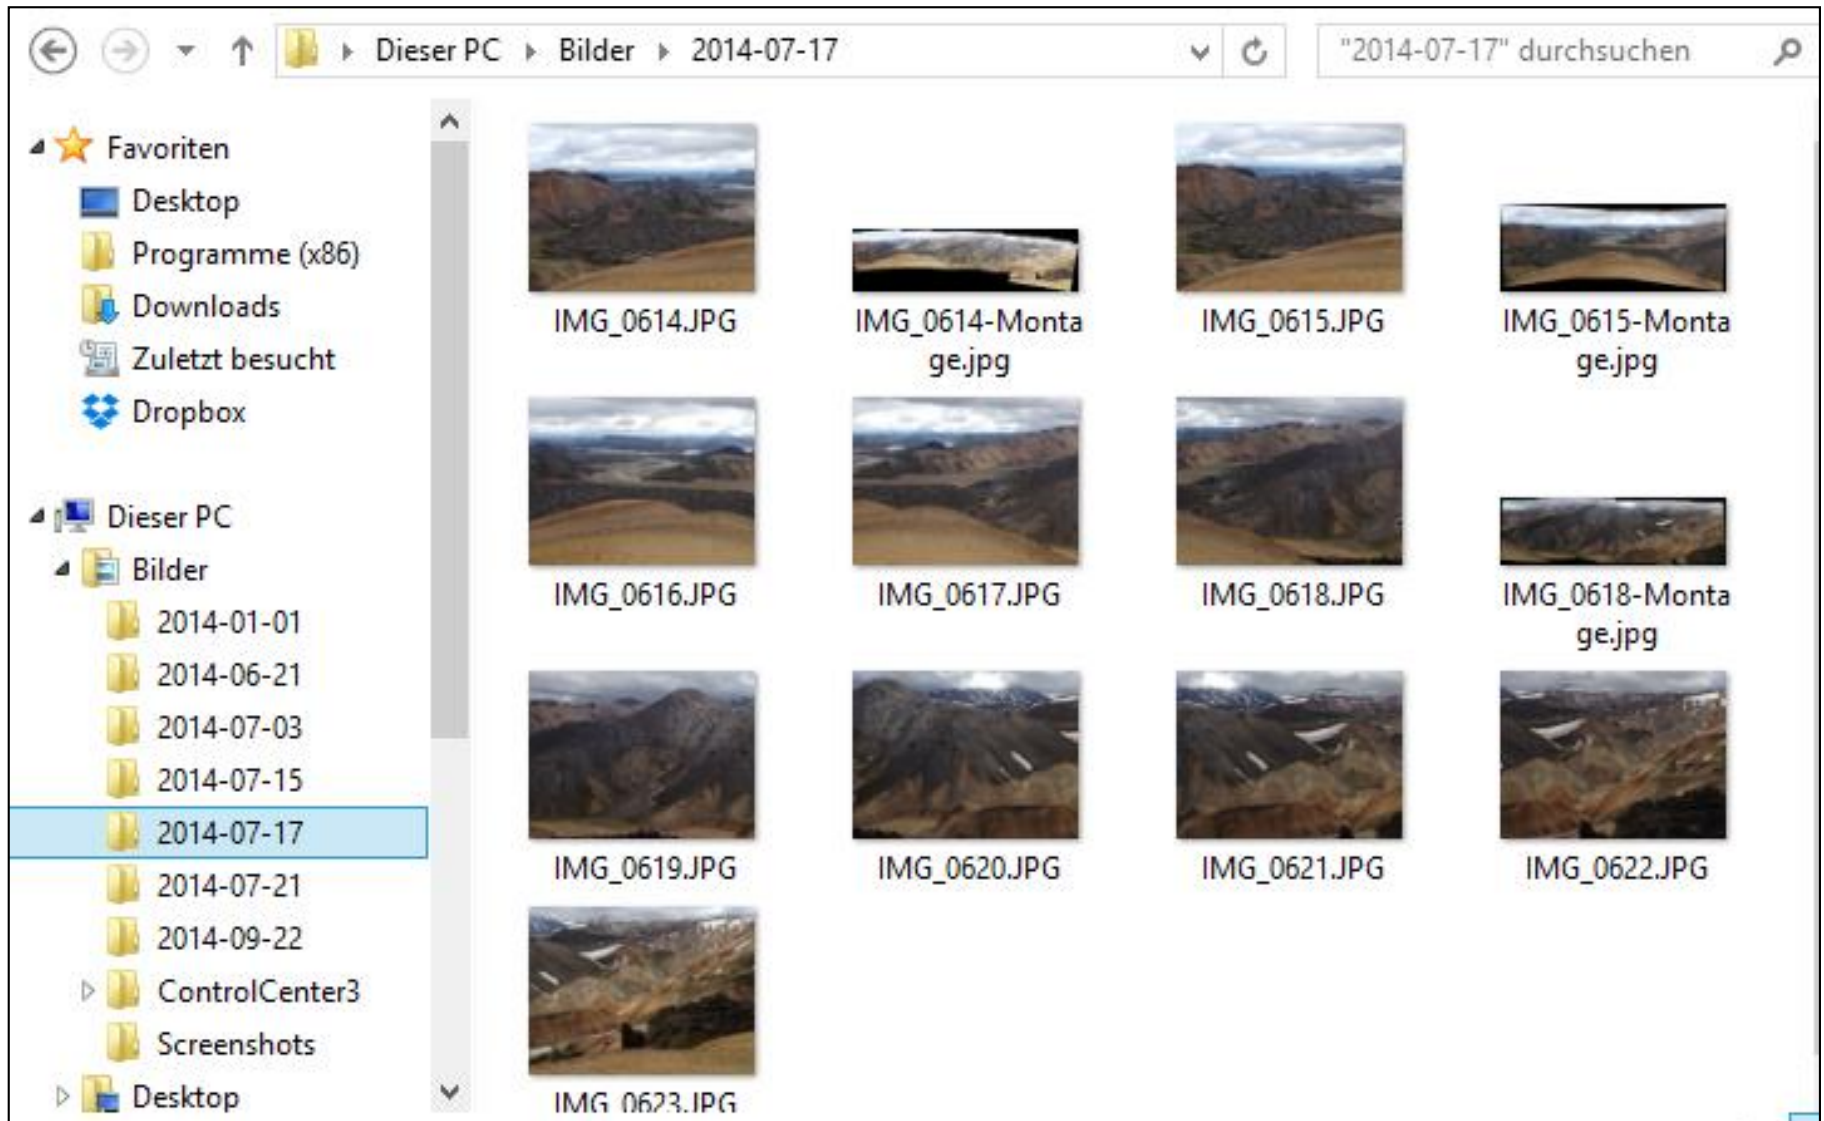 Dieser PC Bilder 2014-07-17
"2014-07-17" durchsuchen
Favoriten
Desktop
Programme (x86)
Downloads
Zuletzt besucht
Dropbox
Dieser PC
Bilder
2014-01-01
2014-06-21
2014-07-03
2014-07-15
2014-07-17
2014-07-21
2014-09-22
ControlCenter3
Screenshots
Desktop
IMG_0614.JPG
IMG_0614-Monta
ge.jpg
IMG_0615.JPG
IMG_0615-Monta
ge.jpg
IMG_0616.JPG
IMG_0617.JPG
IMG_0618.JPG
IMG_0618-Monta
ge.jpg
IMG_0619.JPG
IMG_0620.JPG
IMG_0621.JPG
IMG_0622.JPG
IMG_0623.JPG